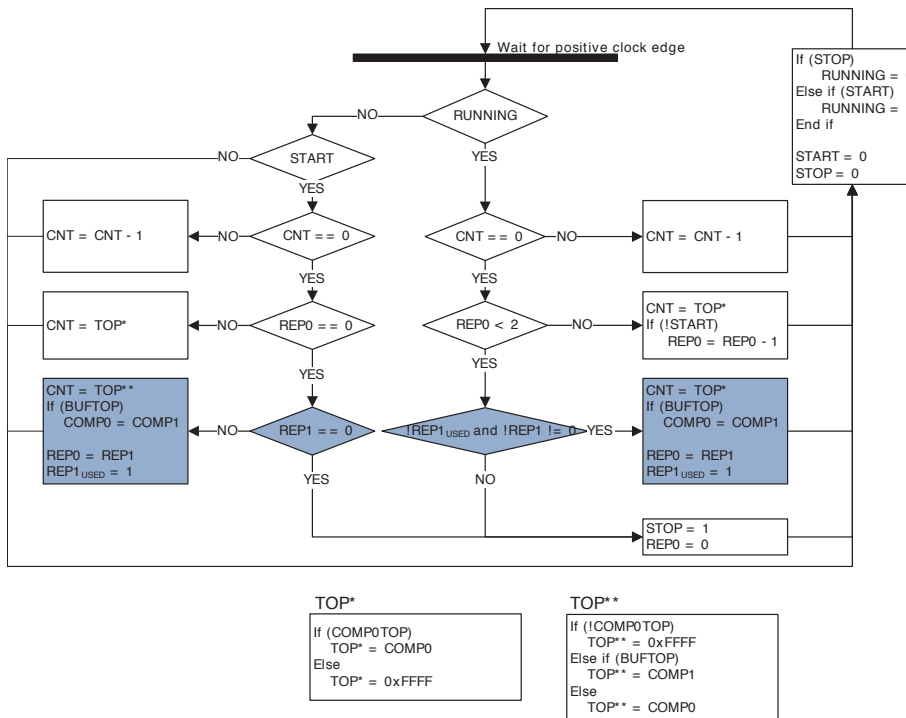 Wait for positive clock edge
If (STOP)
RUNNING =
Else if (START)
RUNNING =
End if
START = 0
STOP = 0
RUNNING
NO
YES
START
NO
YES
CNT = CNT - 1
NO
CNT == 0
YES
CNT == 0
NO
CNT = CNT - 1
YES
CNT = TOP*
NO
REP0 == 0
YES
REP0 < 2
NO
CNT = TOP*
If (!START)
REP0 = REP0 - 1
YES
CNT = TOP**
If (BUFTOP)
COMP0 = COMP1
REP0 = REP1
REP1USED = 1
NO
REP1 == 0
YES
!REP1USED and !REP1 != 0
YES
NO
CNT = TOP*
If (BUFTOP)
COMP0 = COMP1
REP0 = REP1
REP1USED = 1
STOP = 1
REP0 = 0
TOP*
If (COMP0TOP)
TOP* = COMP0
Else
TOP* = 0xFFFF
TOP**
If (!COMP0TOP)
TOP** = 0xFFFF
Else if (BUFTOP)
TOP** = COMP1
Else
TOP** = COMP0